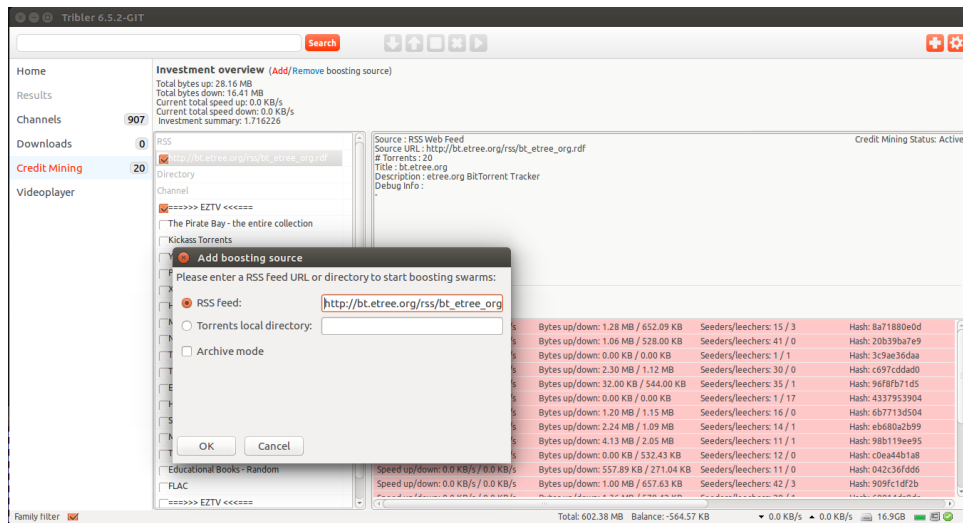 Tribler 6.5.2-GIT
Search
Home
Results
Channels 907
Downloads 0
Credit Mining 20
Videoplayer
Investment overview (Add/Remove boosting source)
Total bytes up: 28.16 MB
Total bytes down: 16.41 MB
Current total speed up: 0.0 KB/s
Current total speed down: 0.0 KB/s
Investment summary: 1.716226
RSS
http://bt.etree.org/rss/bt_etree_org.rdf
Directory
Channel
===>>> EZTV <<<===
The Pirate Bay - the entire collection
Kickass Torrents
Educational Books - Random
FLAC
===>>> EZTV <<<===
Source : RSS Web Feed
Credit Mining Status: Active
Source URL : http://bt.etree.org/rss/bt_etree_org.rdf
# Torrents : 20
Title : bt.etree.org
Description : etree.org BitTorrent Tracker
Debug Info :
-
Add boosting source
Please enter a RSS feed URL or directory to start boosting swarms:
RSS feed: http://bt.etree.org/rss/bt_etree_org
Torrents local directory:
Archive mode
OK Cancel
Bytes up/down: 1.28 MB / 652.09 KB Seeders/leechers: 15 / 3 Hash: 8a71880e0d
Bytes up/down: 1.06 MB / 528.00 KB Seeders/leechers: 41 / 0 Hash: 20b39ba7e9
Bytes up/down: 0.00 KB / 0.00 KB Seeders/leechers: 1 / 1 Hash: 3c9ae36daa
Bytes up/down: 2.30 MB / 1.12 MB Seeders/leechers: 30 / 0 Hash: c697cddad0
Bytes up/down: 32.00 KB / 544.00 KB Seeders/leechers: 35 / 1 Hash: 96f8fb71d5
Bytes up/down: 0.00 KB / 0.00 KB Seeders/leechers: 1 / 17 Hash: 4337953904
Bytes up/down: 1.20 MB / 1.15 MB Seeders/leechers: 16 / 0 Hash: 6b7713d504
Bytes up/down: 2.24 MB / 1.09 MB Seeders/leechers: 14 / 1 Hash: eb680a2b99
Bytes up/down: 4.13 MB / 2.05 MB Seeders/leechers: 11 / 1 Hash: 98b119ee95
Bytes up/down: 0.00 KB / 532.43 KB Seeders/leechers: 12 / 0 Hash: c0ea44b1a8
Speed up/down: 0.0 KB/s / 0.0 KB/s Bytes up/down: 557.89 KB / 271.04 KB Seeders/leechers: 11 / 0 Hash: 042c36fdd6
Speed up/down: 0.0 KB/s / 0.0 KB/s Bytes up/down: 1.00 MB / 657.63 KB Seeders/leechers: 42 / 3 Hash: 909fc1df2b
Family filter
Total: 602.38 MB Balance: -564.57 KB
0.0 KB/s 0.0 KB/s 16.9GB